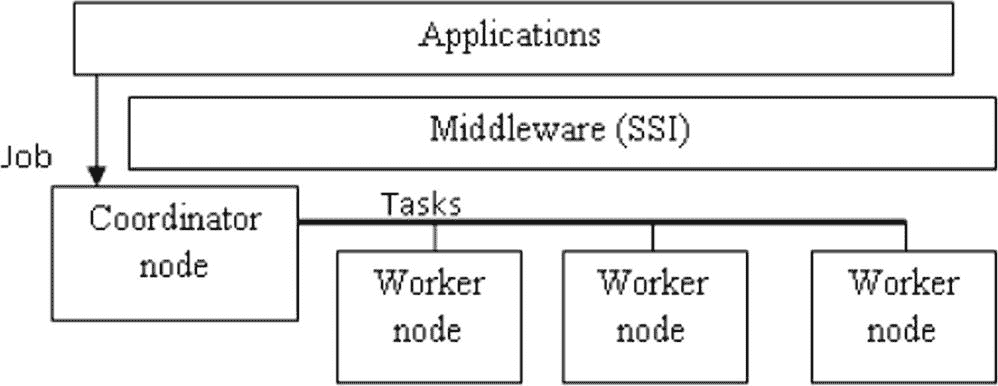 Applications
Middleware (SSI)
Job
Coordinator
node
Tasks
Worker
node
Worker
node
Worker
node